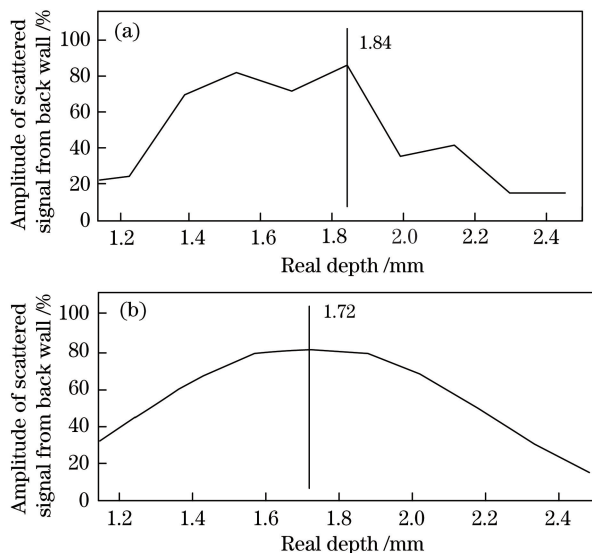 (a)
1.84
Amplitude of scattered
signal from back wall /%
100
80
60
40
20
0
1.2 1.4 1.6 1.8 2.0 2.2 2.4
Real depth /mm
(b)
1.72
Amplitude of scattered
signal from back wall /%
100
80
60
40
20
0
1.2 1.4 1.6 1.8 2.0 2.2 2.4
Real depth /mm